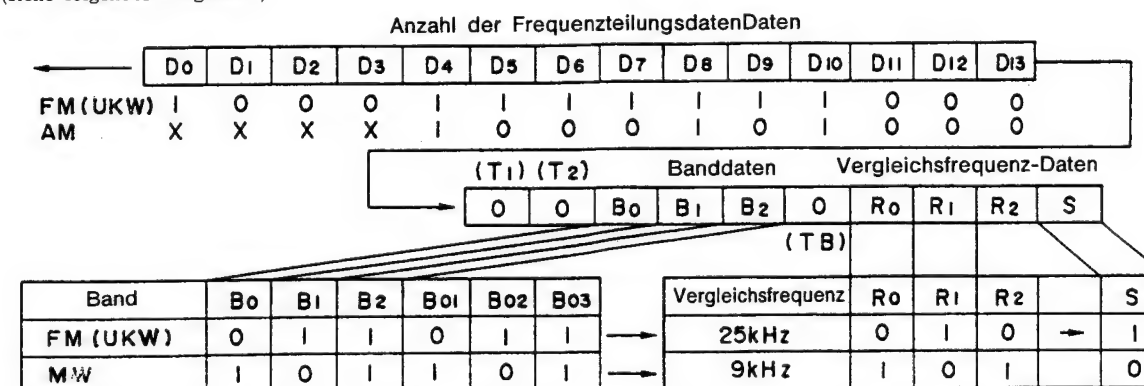 Anzahl der FrequenzteilungsdatenDaten
D0 D1 D2 D3 D4 D5 D6 D7 D8 D9 D10 D11 D12 D13
FM (UKW) 1 0 0 0 1 1 1 1 1 1 1 0 0 0
AM X X X X 1 0 0 0 1 0 1 0 0 0
(T1) (T2) Banddaten Vergleichsfrequenz-Daten
0 0 B0 B1 B2 0 R0 R1 R2 S
(TB)
Band B0 B1 B2 B01 B02 B03 Vergleichsfrequenz R0 R1 R2 S
FM (UKW) 0 1 1 0 1 1 25kHz 0 1 0 1
MW 1 0 1 1 0 1 9kHz 1 0 1 0